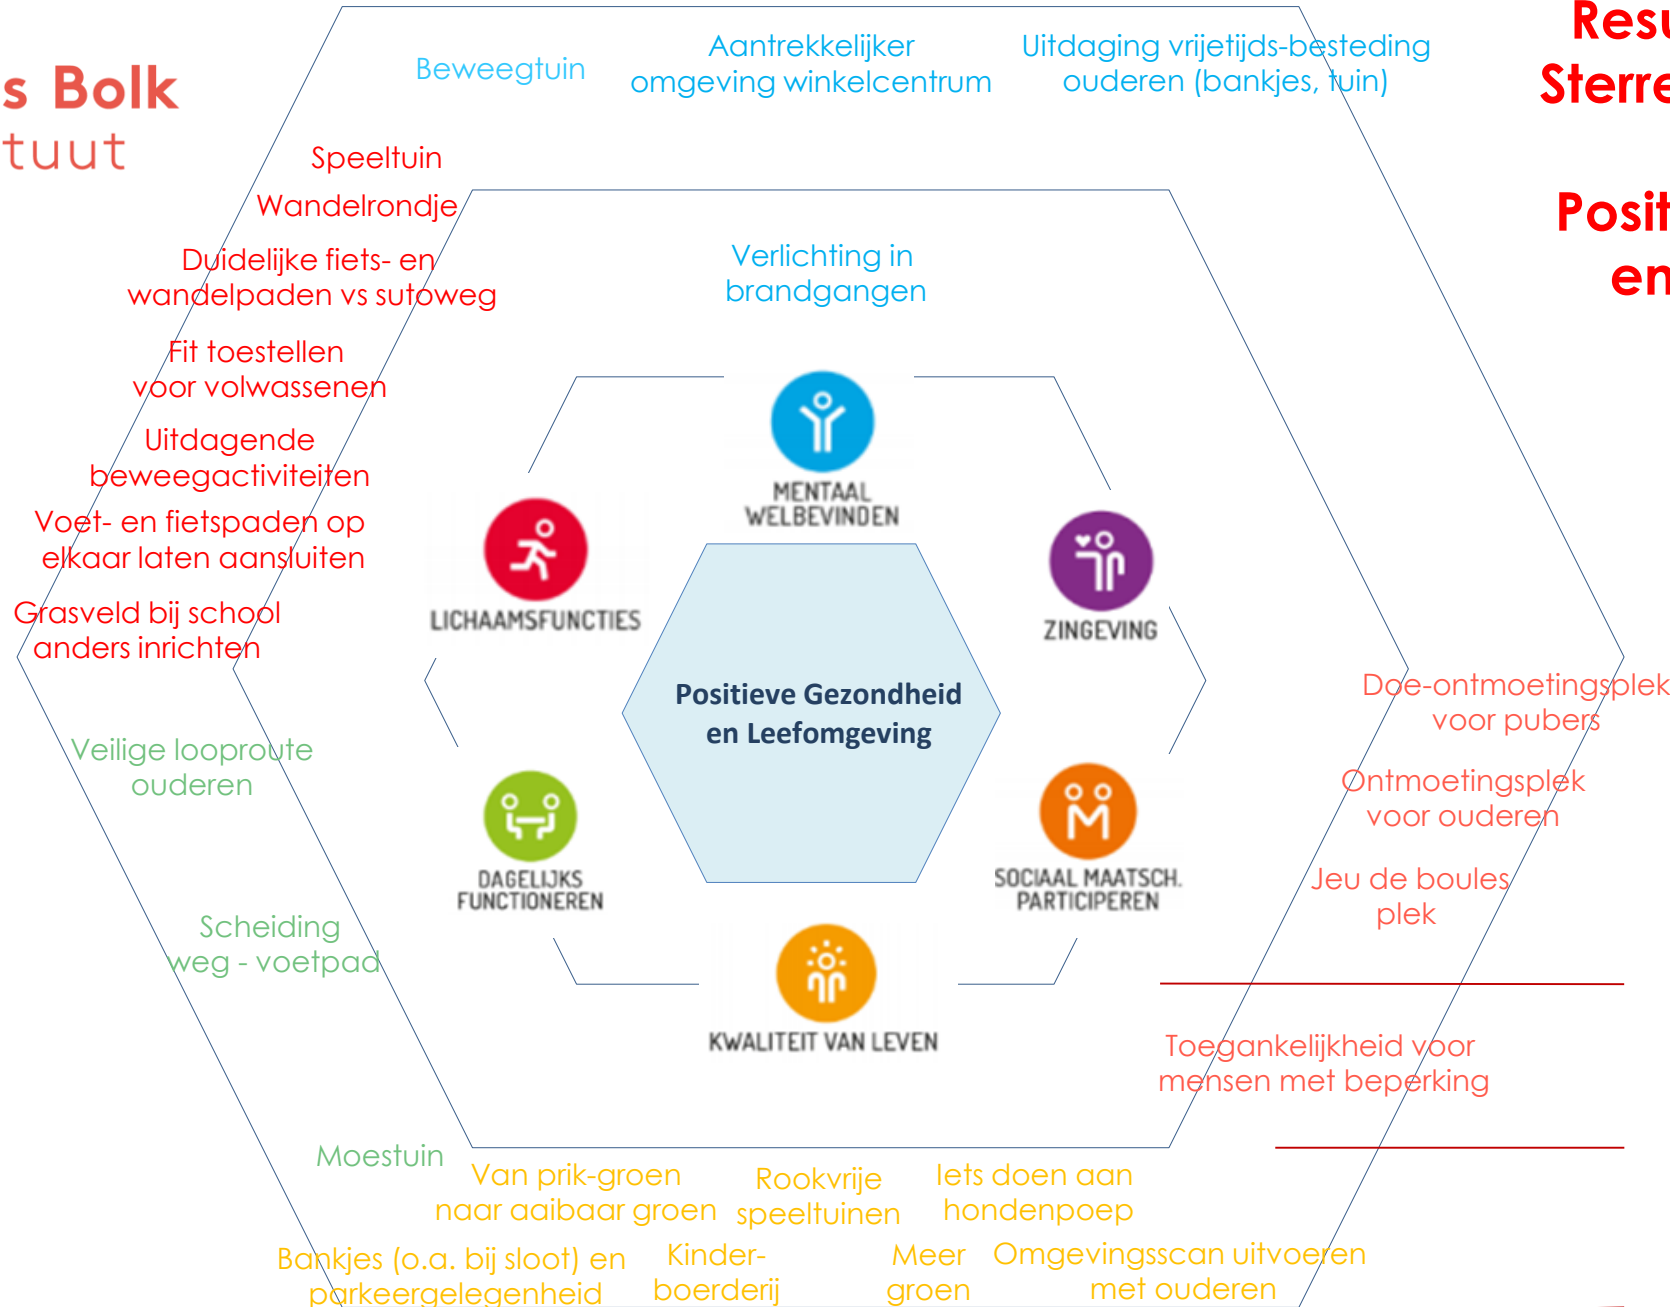 s Bolk
tuut
Resu
Sterre
Posit
en
Beweegtuin
Aantrekkelijker
omgeving winkelcentrum
Uitdaging vrijetijds-besteding
ouderen (bankjes, tuin)
Speeltuin
Wandelrondje
Duidelijke fiets- en
wandelpaden vs sutoweg
Fit toestellen
voor volwassenen
Uitdagende
beweegactiviteiten
Voet- en fietspaden op
elkaar laten aansluiten
Grasveld bij school
anders inrichten
Verlichting in
brandgangen
MENTAAL
WELBEVINDEN
LICHAAMSFUNCTIES
ZINGEVING
Positieve Gezondheid
en Leefomgeving
DAGELIJKS
FUNCTIONEREN
SOCIAAL MAATSCH.
PARTICIPEREN
KWALITEIT VAN LEVEN
Veilige looproute
ouderen
Scheiding
weg - voetpad
Moestuin
Doe-ontmoetingsplek
voor pubers
Ontmoetingsplek
voor ouderen
Jeu de boules
plek
Toegankelijkheid voor
mensen met beperking
Van prik-groen
naar aaibaar groen
Rookvrije
speeltuinen
Iets doen aan
hondenpoep
Bankjes (o.a. bij sloot) en
parkeergelegenheid
Kinder-
boerderij
Meer
groen
Omgevingsscan uitvoeren
met ouderen